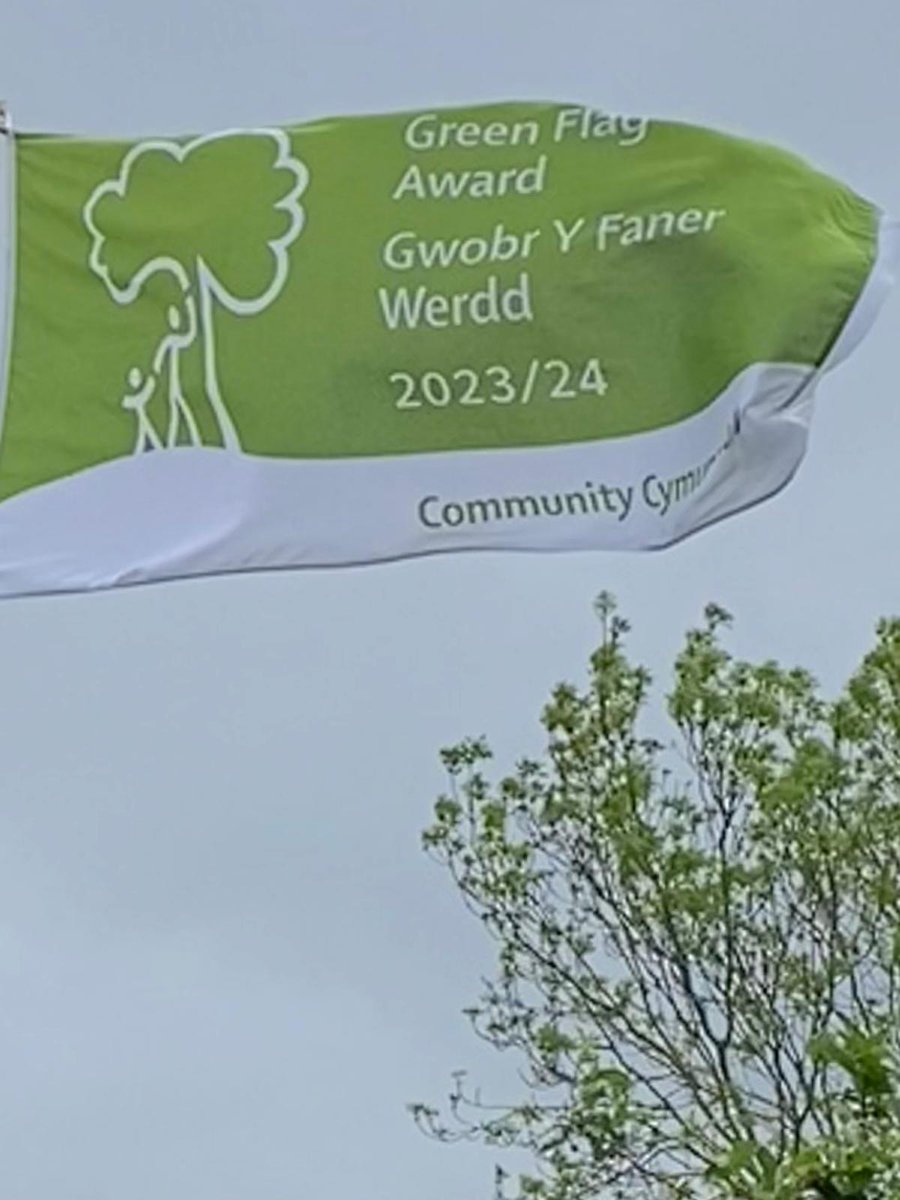 Green Flag
Award
Gwobr Y Faner
Werdd
2023/24
Community